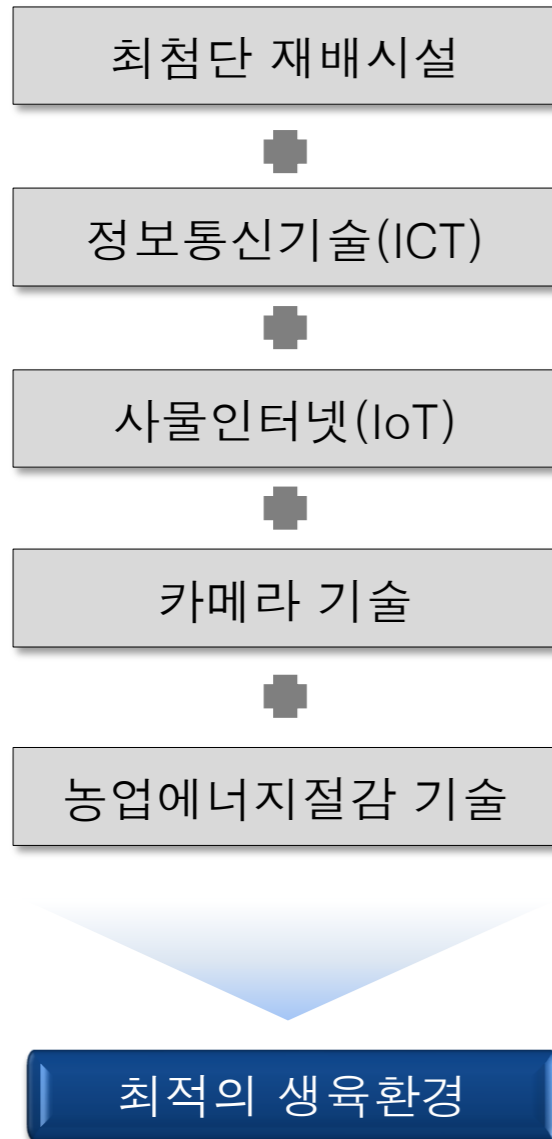 최첨단 재배시설
정보통신기술(ICT)
사물인터넷(IoT)
카메라 기술
농업에너지절감 기술
최적의 생육환경